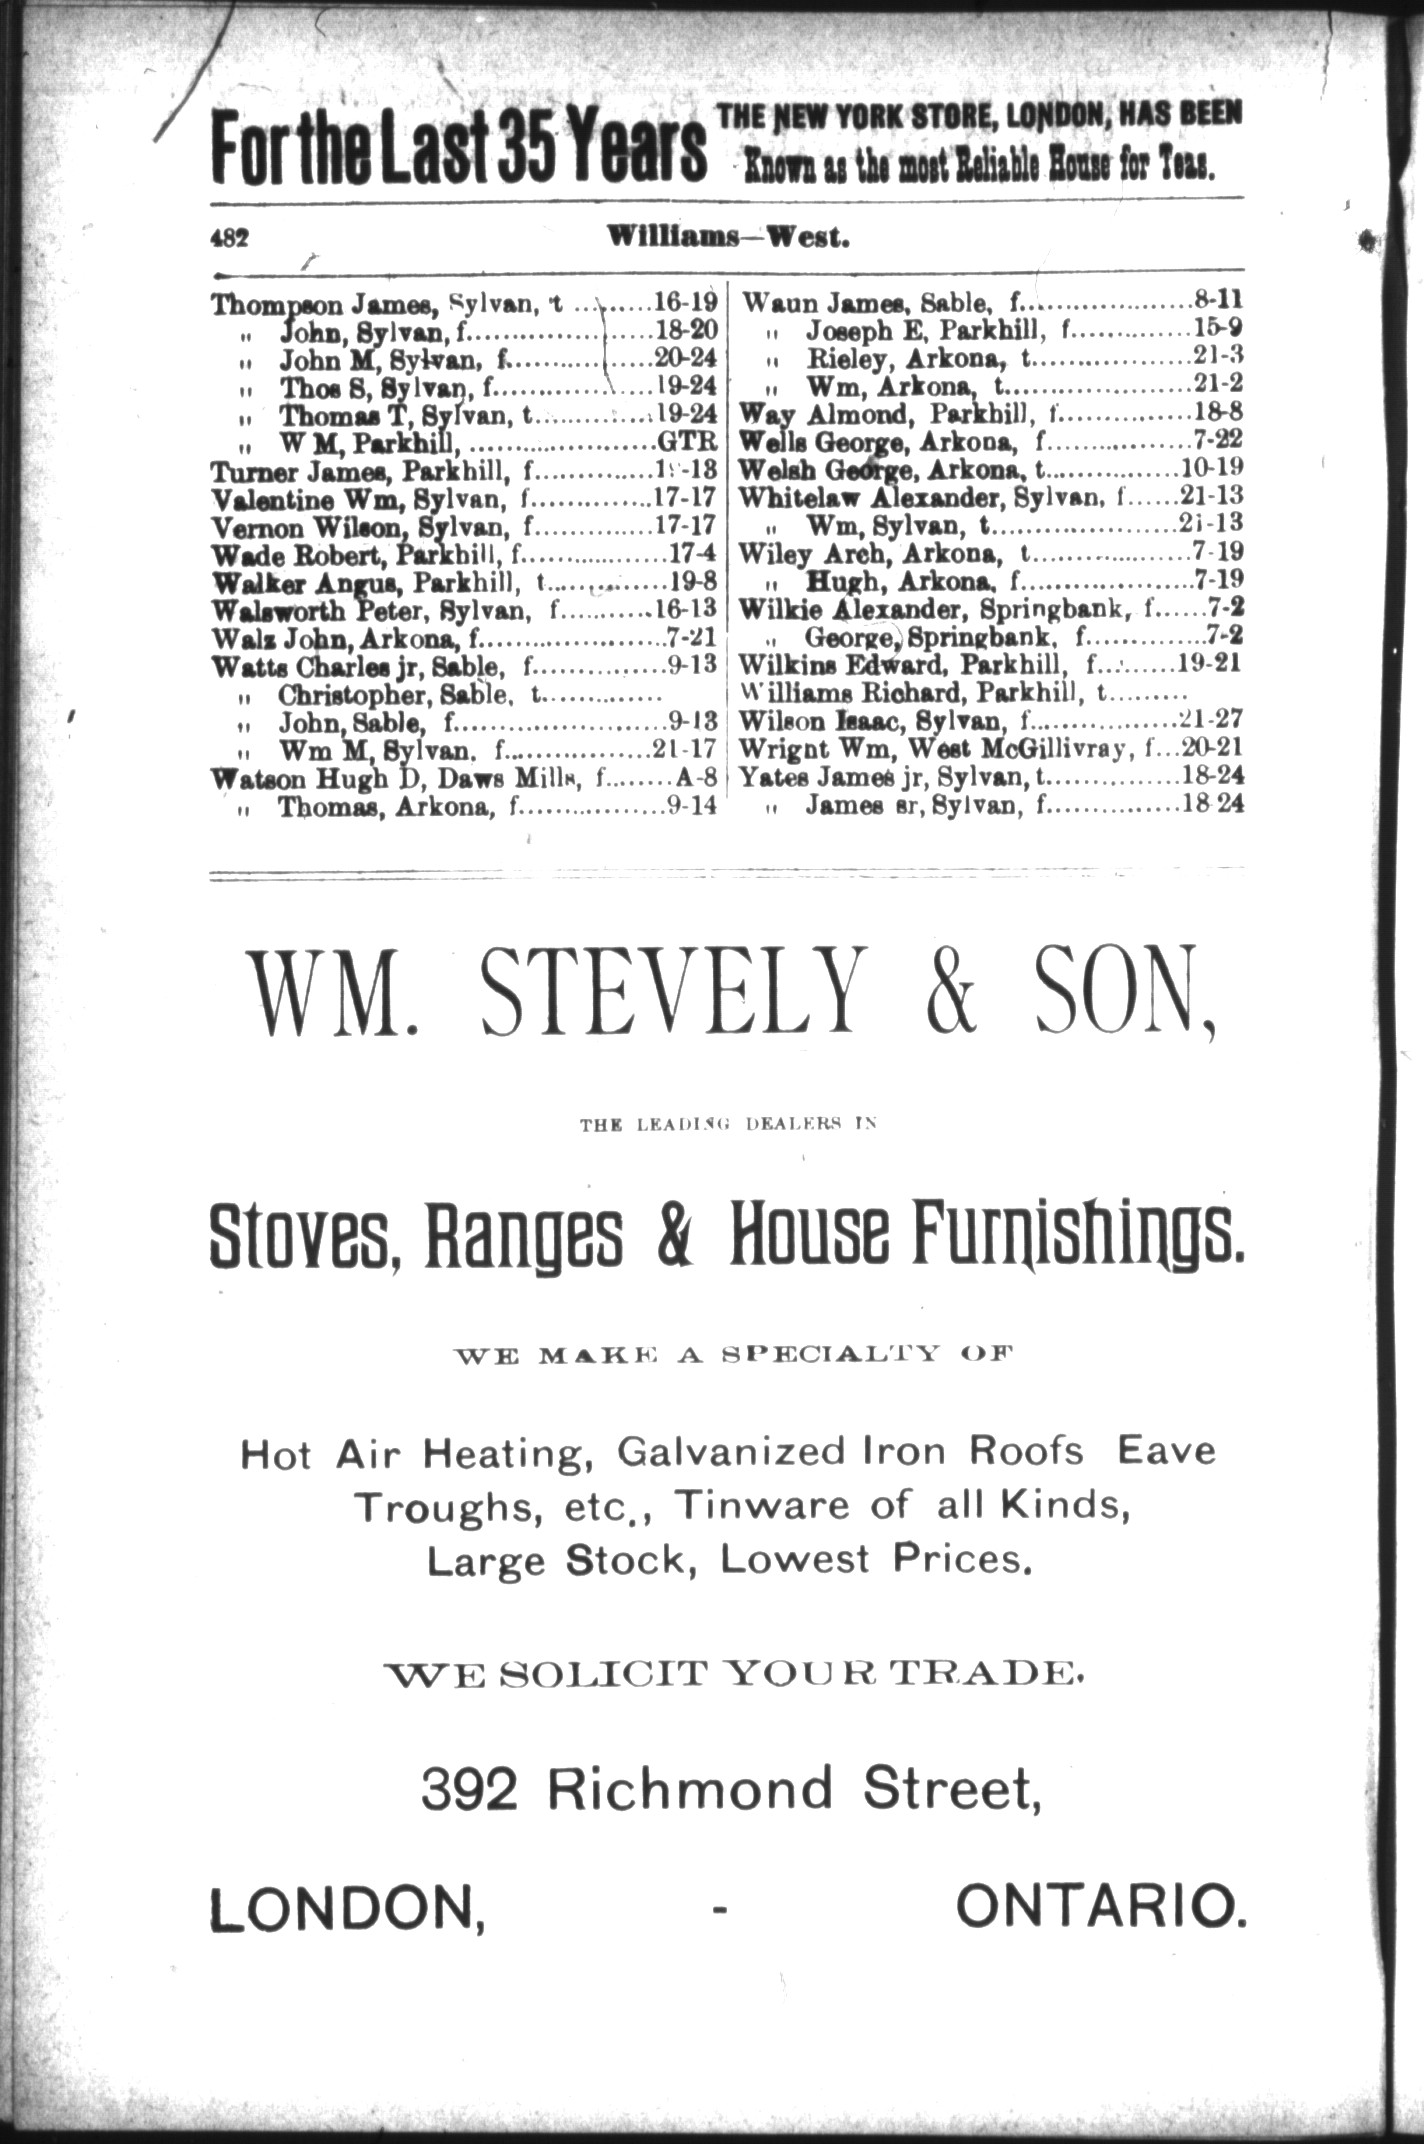 For the Last 35 Years THE NEW YORK STORE, LONDON, HAS BEEN
Known as the most Reliable House for Teas.
482 Williams—West.
Thompson James, Sylvan, t ..........16-19
" John, Sylvan, f....................18-20
" John M, Sylvan, f.................20-24
" Thos S, Sylvan, f..................19-24
" Thomas T, Sylvan, t..............19-24
" W M, Parkhill, ......................GTR
Turner James, Parkhill, f..............-18
Valentine Wm, Sylvan, f..............17-17
Vernon Wilson, Sylvan, f..............17-17
Wade Robert, Parkhill, f.................17-4
Walker Angus, Parkhill, t...............19-8
Walsworth Peter, Sylvan, f..........16-13
Walz John, Arkona, f.....................7-21
Watts Charles jr, Sable, f...............9-13
" Christopher, Sable, t..............
" John, Sable, f........................9-13
" Wm M, Sylvan, f.................21-17
Watson Hugh D, Daws Mills, f.......A-8
" Thomas, Arkona, f.................9-14
Waun James, Sable, f....................8-11
" Joseph E, Parkhill, f..............15-9
" Rieley, Arkona, t...................21-3
" Wm, Arkona, t......................21-2
Way Almond, Parkhill, f................18-8
Wells George, Arkona, f.................7-22
Welsh George, Arkona, t................10-19
Whitelaw Alexander, Sylvan, f......21-13
" Wm, Sylvan, t.......................21-13
Wiley Arch, Arkona, t....................7-19
" Hugh, Arkona, f.....................7-19
Wilkie Alexander, Springbank, f......7-2
" George, Springbank, f..............7-2
Wilkins Edward, Parkhill, f..........19-21
Williams Richard, Parkhill, t.........
Wilson Isaac, Sylvan, f..................21-27
Wright Wm, West McGillivray, f...20-21
Yates James jr, Sylvan, t................18-24
" James sr, Sylvan, f................18 24
WM. STEVELY & SON,
THE LEADING DEALERS IN
Stoves, Ranges & House Furnishings.
WE MAKE A SPECIALTY OF
Hot Air Heating, Galvanized Iron Roofs Eave
Troughs, etc., Tinware of all Kinds,
Large Stock, Lowest Prices.
WE SOLICIT YOUR TRADE.
392 Richmond Street,
LONDON, - ONTARIO.